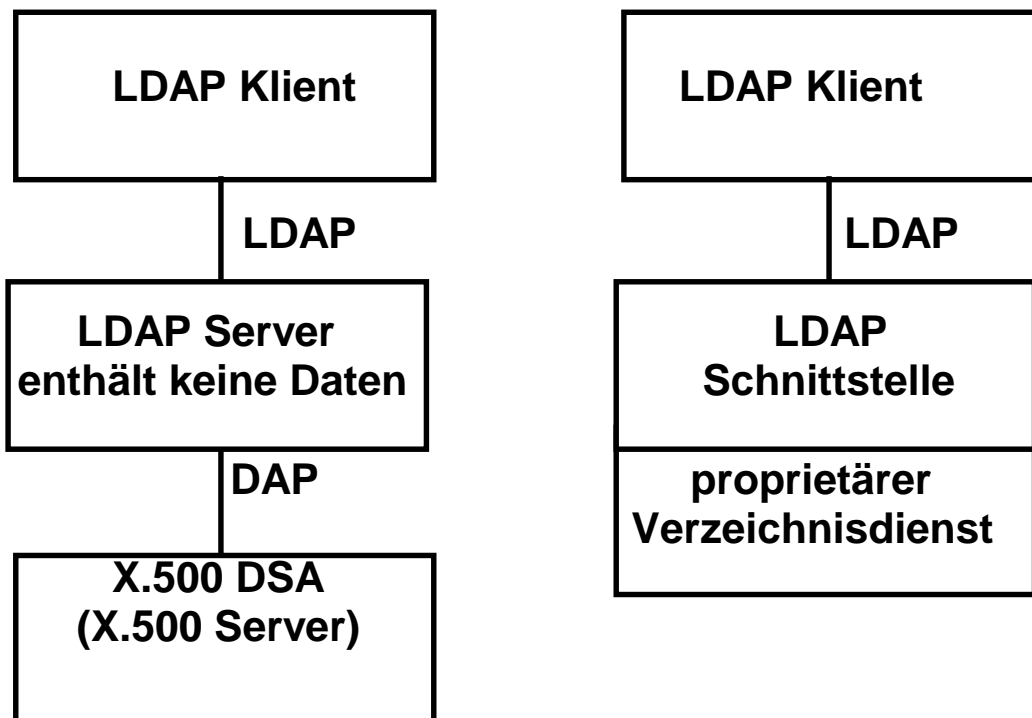 LDAP Klient
LDAP
LDAP Server
enthält keine Daten
DAP
X.500 DSA
(X.500 Server)
LDAP Klient
LDAP
LDAP
Schnittstelle
proprietärer
Verzeichnisdienst